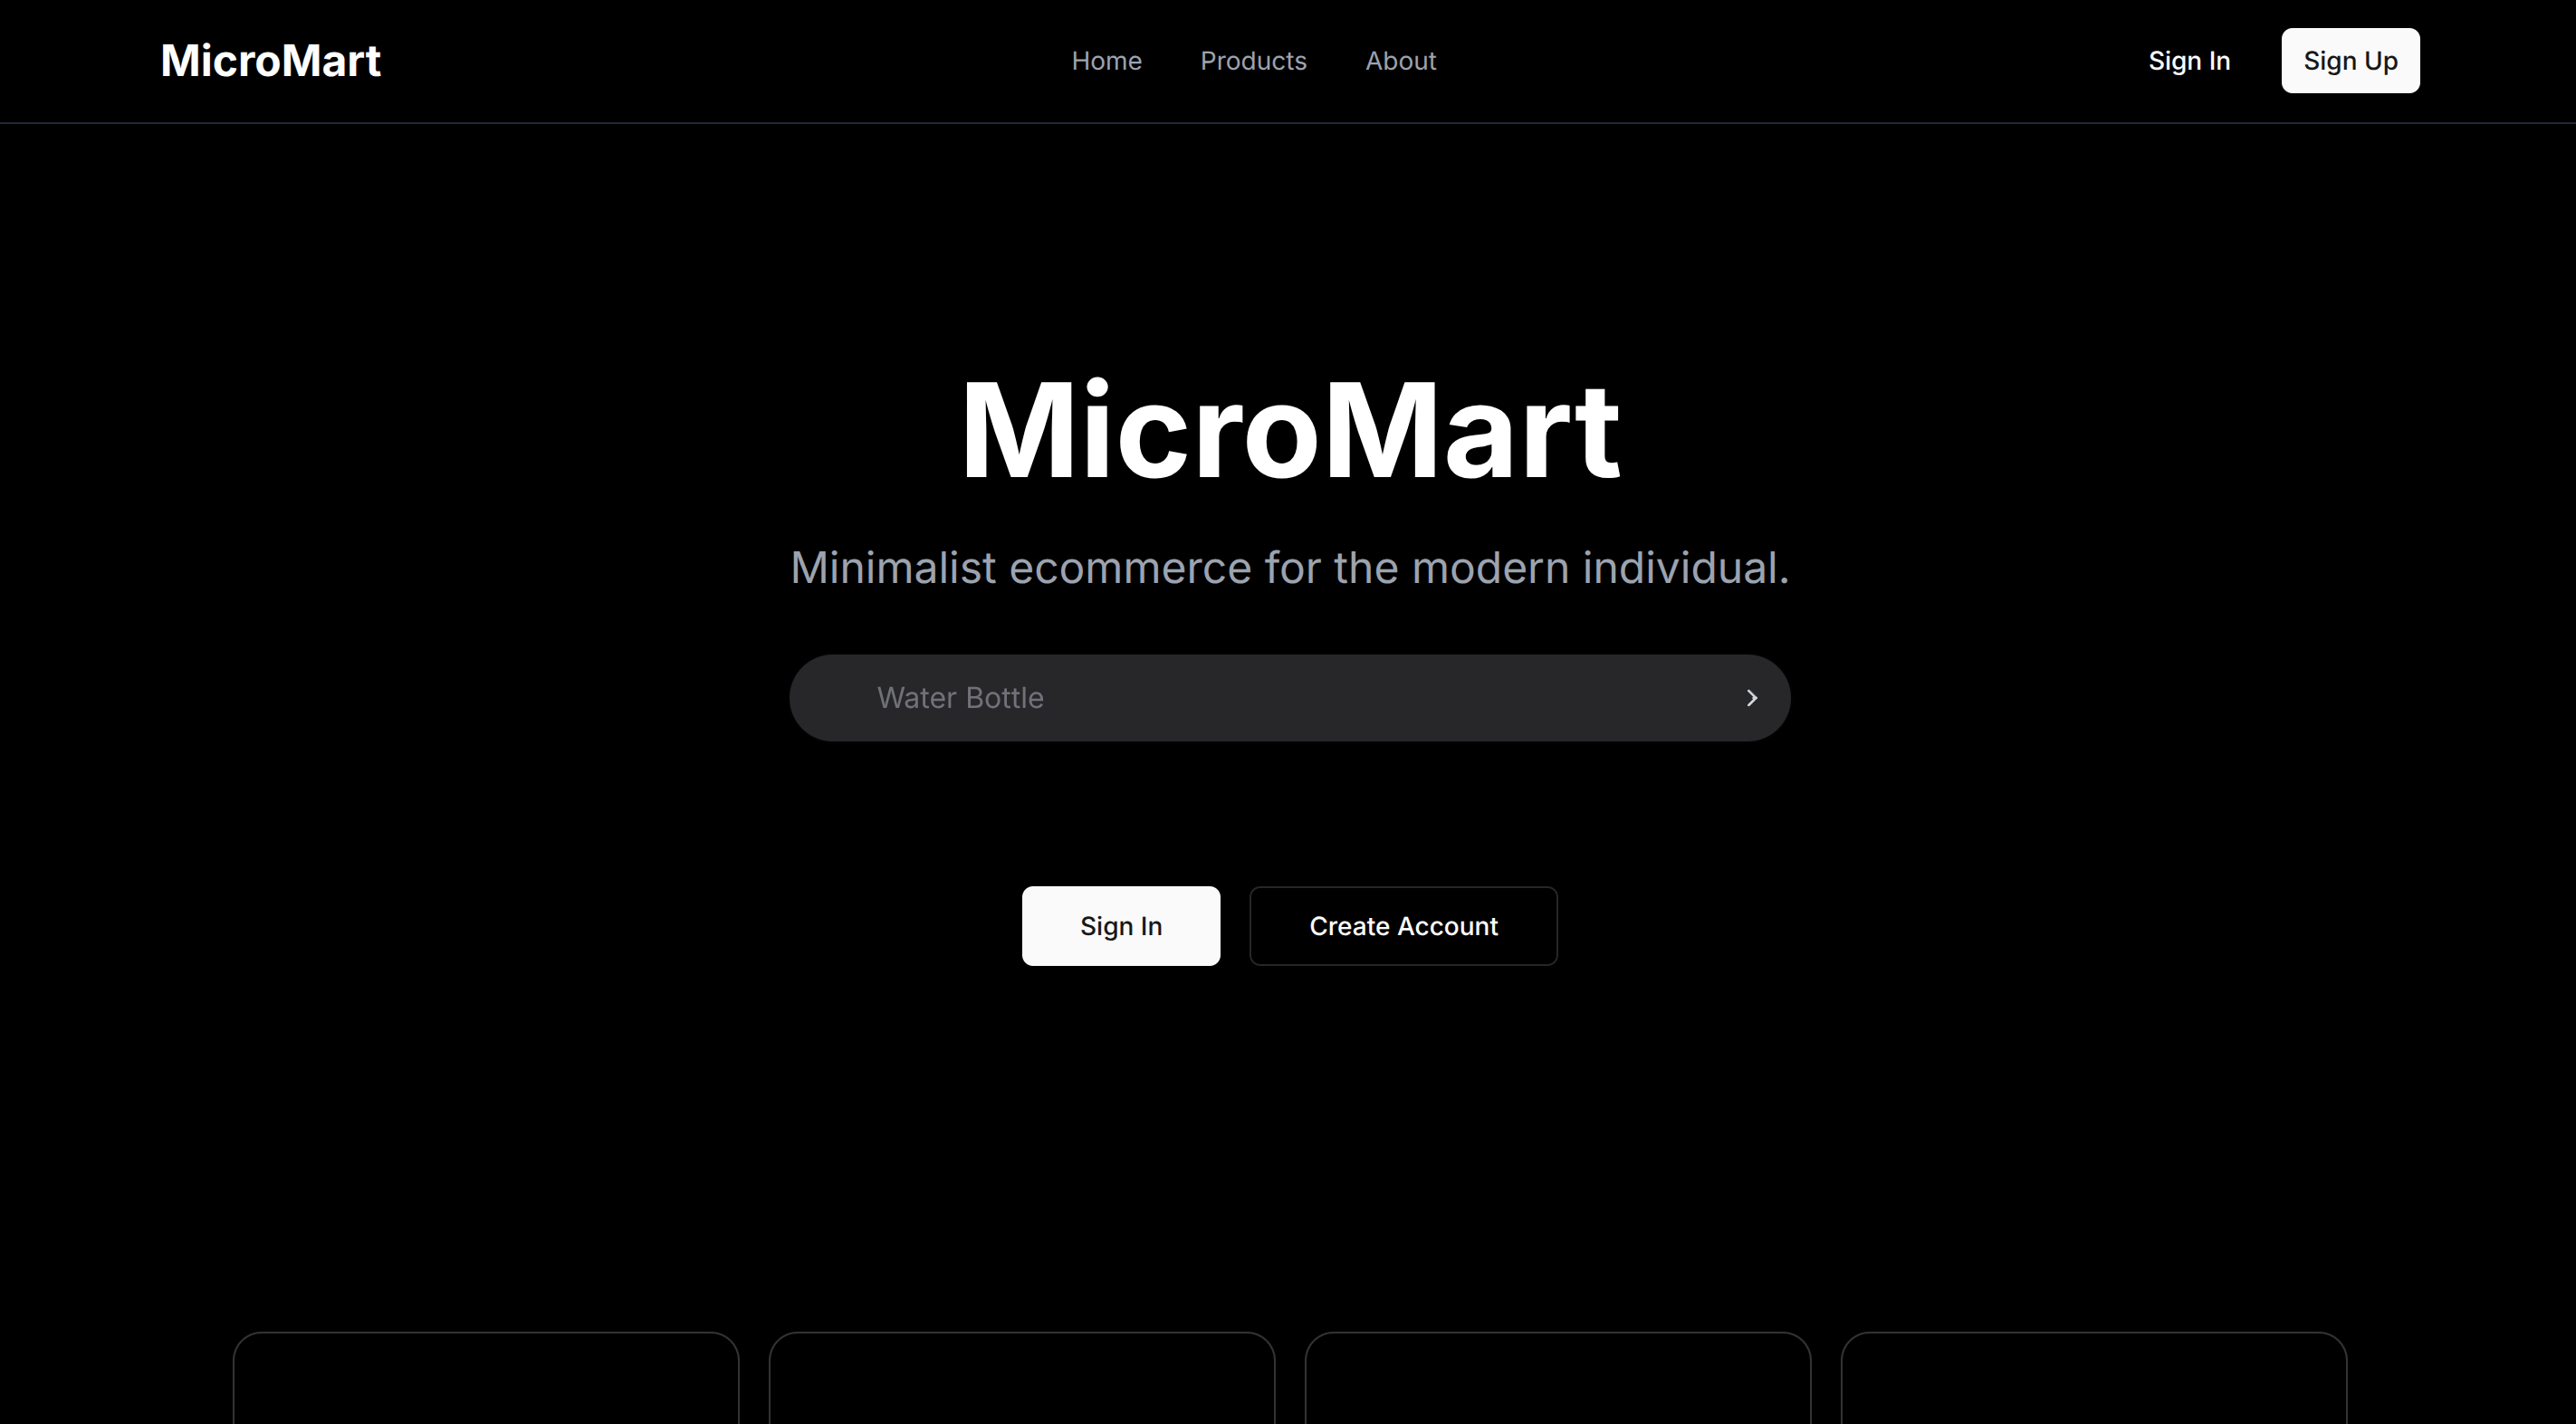 MicroMart
Home Products About
Sign In Sign Up
MicroMart
Minimalist ecommerce for the modern individual.
Water Bottle
Sign In Create Account